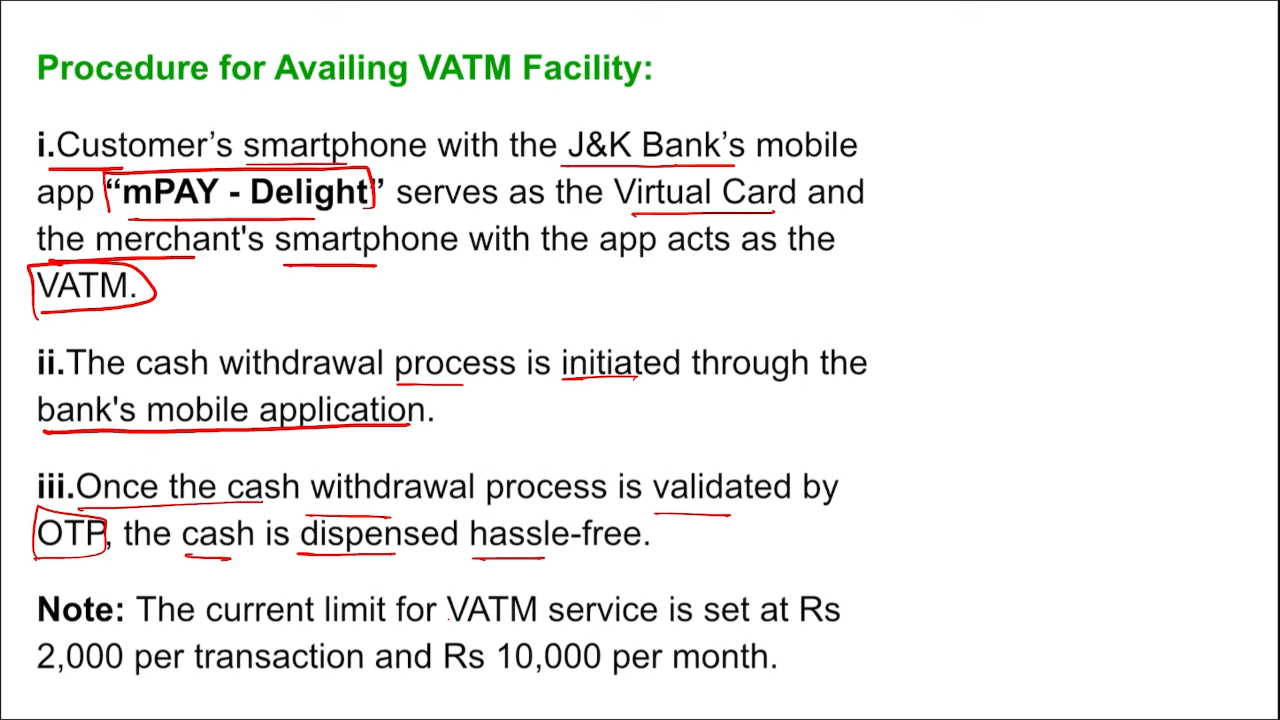 Procedure for Availing VATM Facility:
i.Customer’s smartphone with the J&K Bank’s mobile
app “mPAY - Delight” serves as the Virtual Card and
the merchant's smartphone with the app acts as the
VATM.
ii.The cash withdrawal process is initiated through the
bank's mobile application.
iii.Once the cash withdrawal process is validated by
OTP, the cash is dispensed hassle-free.
Note: The current limit for VATM service is set at Rs
2,000 per transaction and Rs 10,000 per month.